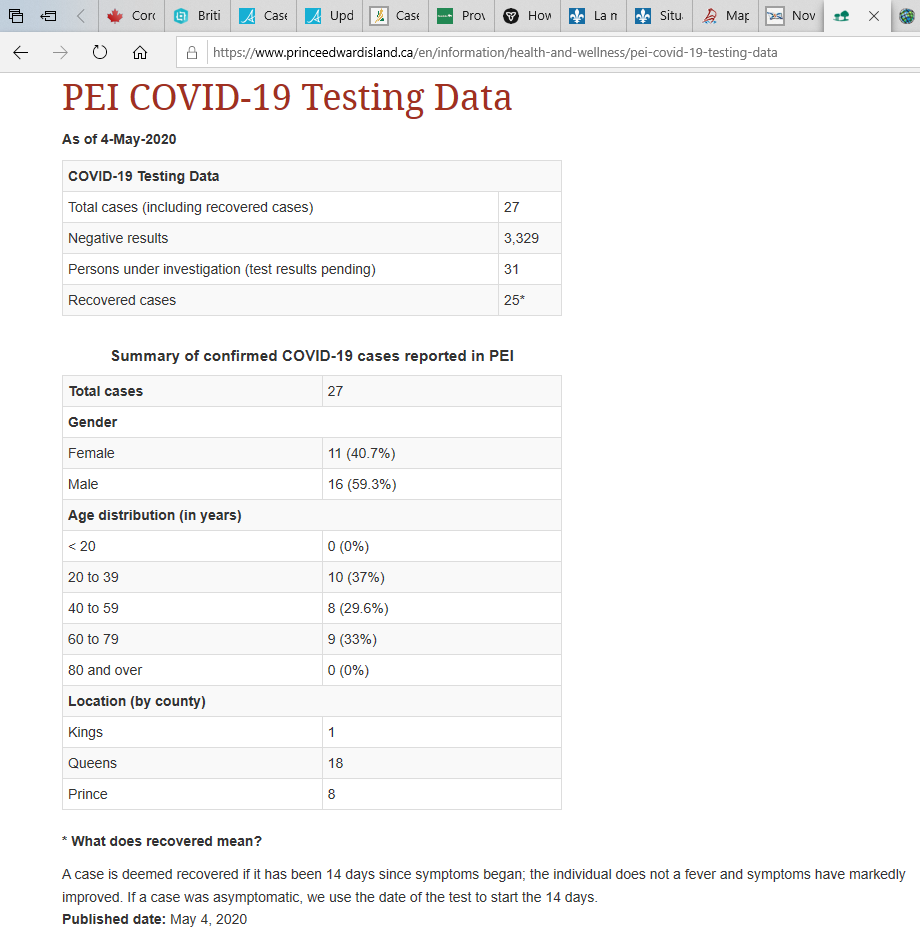 Corc
Briti
Case
Upd
Case
Prov
How
La n
Situ
Map
Nov
https://www.princeedwardisland.ca/en/information/health-and-wellness/pei-covid-19-testing-data
PEI COVID-19 Testing Data
As of 4-May-2020
COVID-19 Testing Data
Total cases (including recovered cases) 27
Negative results 3,329
Persons under investigation (test results pending) 31
Recovered cases 25*
Summary of confirmed COVID-19 cases reported in PEI
Total cases 27
Gender
Female 11 (40.7%)
Male 16 (59.3%)
Age distribution (in years)
< 20 0 (0%)
20 to 39 10 (37%)
40 to 59 8 (29.6%)
60 to 79 9 (33%)
80 and over 0 (0%)
Location (by county)
Kings 1
Queens 18
Prince 8
* What does recovered mean?
A case is deemed recovered if it has been 14 days since symptoms began; the individual does not a fever and symptoms have markedly
improved. If a case was asymptomatic, we use the date of the test to start the 14 days.
Published date: May 4, 2020